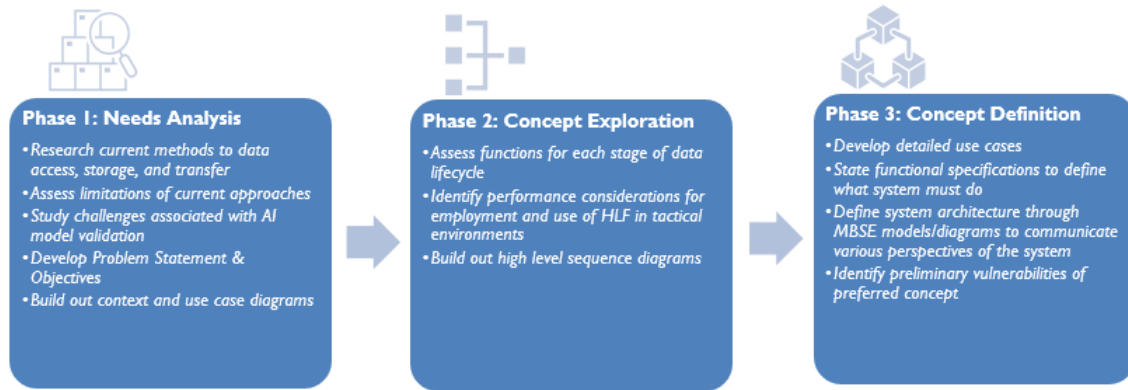 Phase 1: Needs Analysis
•Research current methods to data
access, storage, and transfer
•Assess limitations of current approaches
•Study challenges associated with AI
model validation
•Develop Problem Statement &
Objectives
•Build out context and use case diagrams
Phase 2: Concept Exploration
•Assess functions for each stage of data
lifecycle
•Identify performance considerations for
employment and use of HLF in tactical
environments
•Build out high level sequence diagrams
Phase 3: Concept Definition
•Develop detailed use cases
•State functional specifications to define
what system must do
•Define system architecture through
MBSE models/diagrams to communicate
various perspectives of the system
•Identify preliminary vulnerabilities of
preferred concept